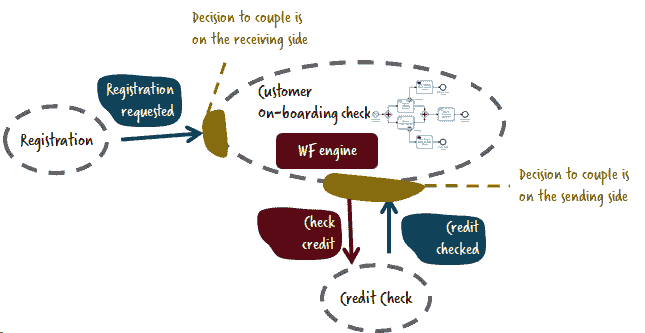 Decision to couple is
on the receiving side
Registration
requested
Customer
On-boarding check
Registration
WF engine
Decision to couple is
on the sending side
Check
credit
Credit
checked
Credit Check